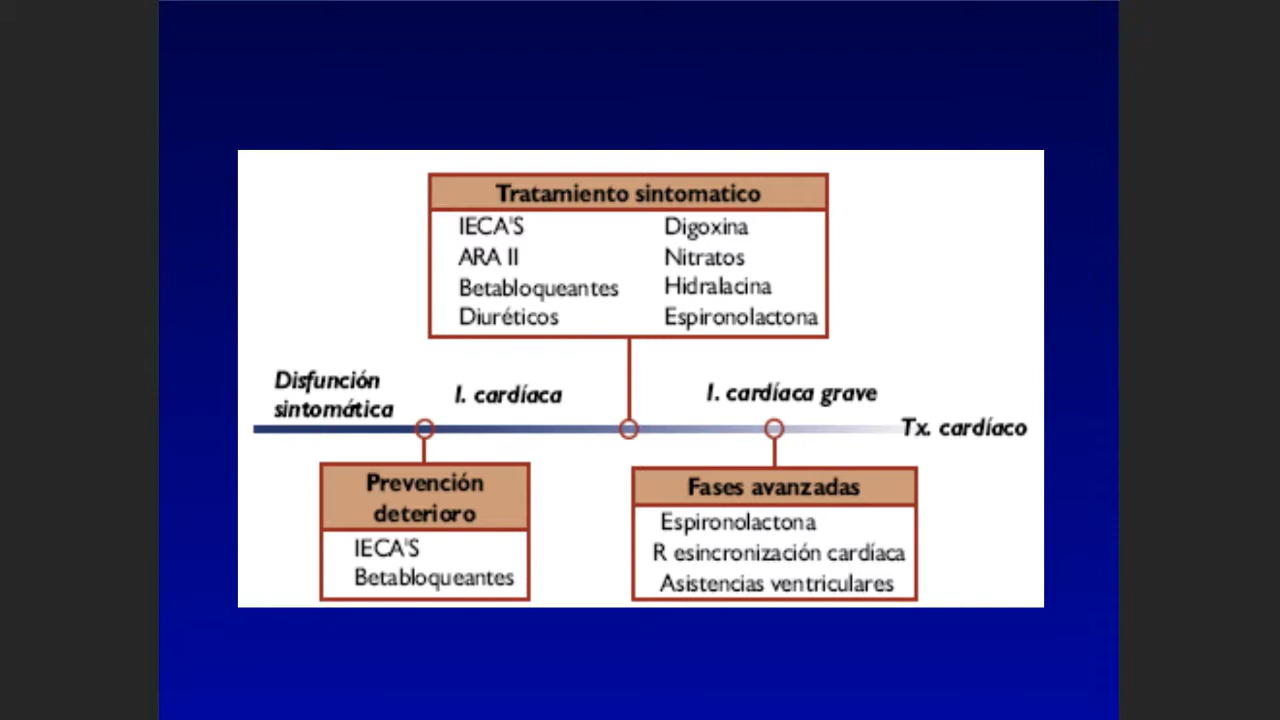 Tratamiento sintomatico
IECA'S
ARA II
Betabloqueantes
Diuréticos
Digoxina
Nitratos
Hidralacina
Espironolactona
Disfunción
sintomática
I. cardíaca
I. cardíaca grave
Tx. cardíaco
Prevención
deterioro
IECA'S
Betabloqueantes
Fases avanzadas
Espironolactona
R esincronización cardíaca
Asistencias ventriculares